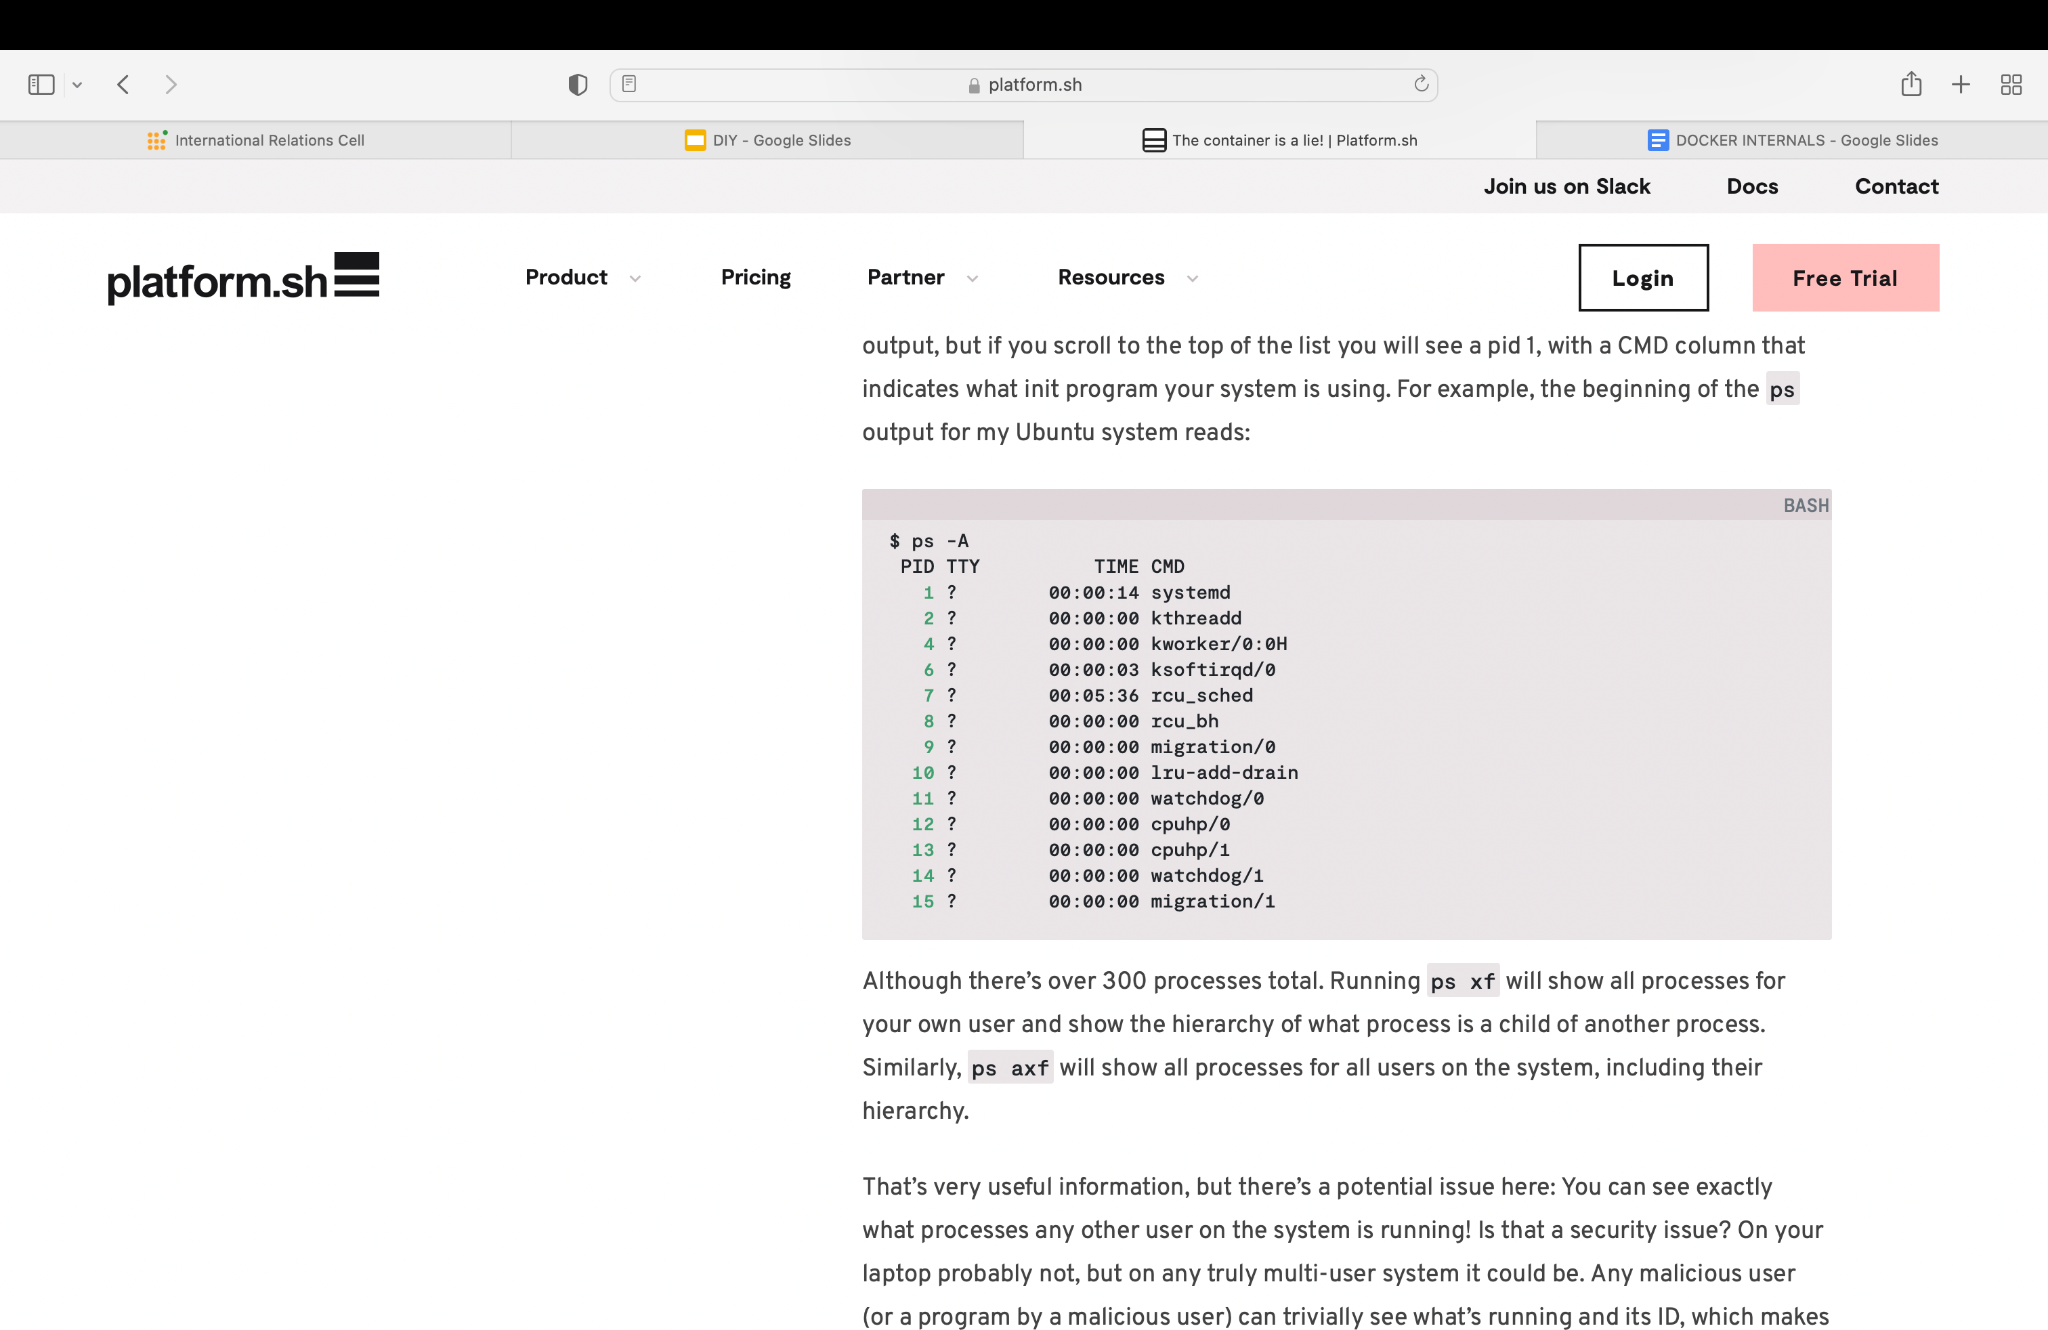 platform.sh
International Relations Cell
DIY - Google Slides
The container is a lie! | Platform.sh
DOCKER INTERNALS - Google Slides
Join us on Slack Docs Contact
platform.sh
Product Pricing Partner Resources Login Free Trial
output, but if you scroll to the top of the list you will see a pid 1, with a CMD column that
indicates what init program your system is using. For example, the beginning of the ps
output for my Ubuntu system reads:
BASH
$ ps -A
PID TTY TIME CMD
1 ? 00:00:14 systemd
2 ? 00:00:00 kthreadd
4 ? 00:00:00 kworker/0:0H
6 ? 00:00:03 ksoftirqd/0
7 ? 00:05:36 rcu_sched
8 ? 00:00:00 rcu_bh
9 ? 00:00:00 migration/0
10 ? 00:00:00 lru-add-drain
11 ? 00:00:00 watchdog/0
12 ? 00:00:00 cpuhp/0
13 ? 00:00:00 cpuhp/1
14 ? 00:00:00 watchdog/1
15 ? 00:00:00 migration/1
Although there’s over 300 processes total. Running ps xf will show all processes for
your own user and show the hierarchy of what process is a child of another process.
Similarly, ps axf will show all processes for all users on the system, including their
hierarchy.
That’s very useful information, but there’s a potential issue here: You can see exactly
what processes any other user on the system is running! Is that a security issue? On your
laptop probably not, but on any truly multi-user system it could be. Any malicious user
(or a program by a malicious user) can trivially see what’s running and its ID, which makes